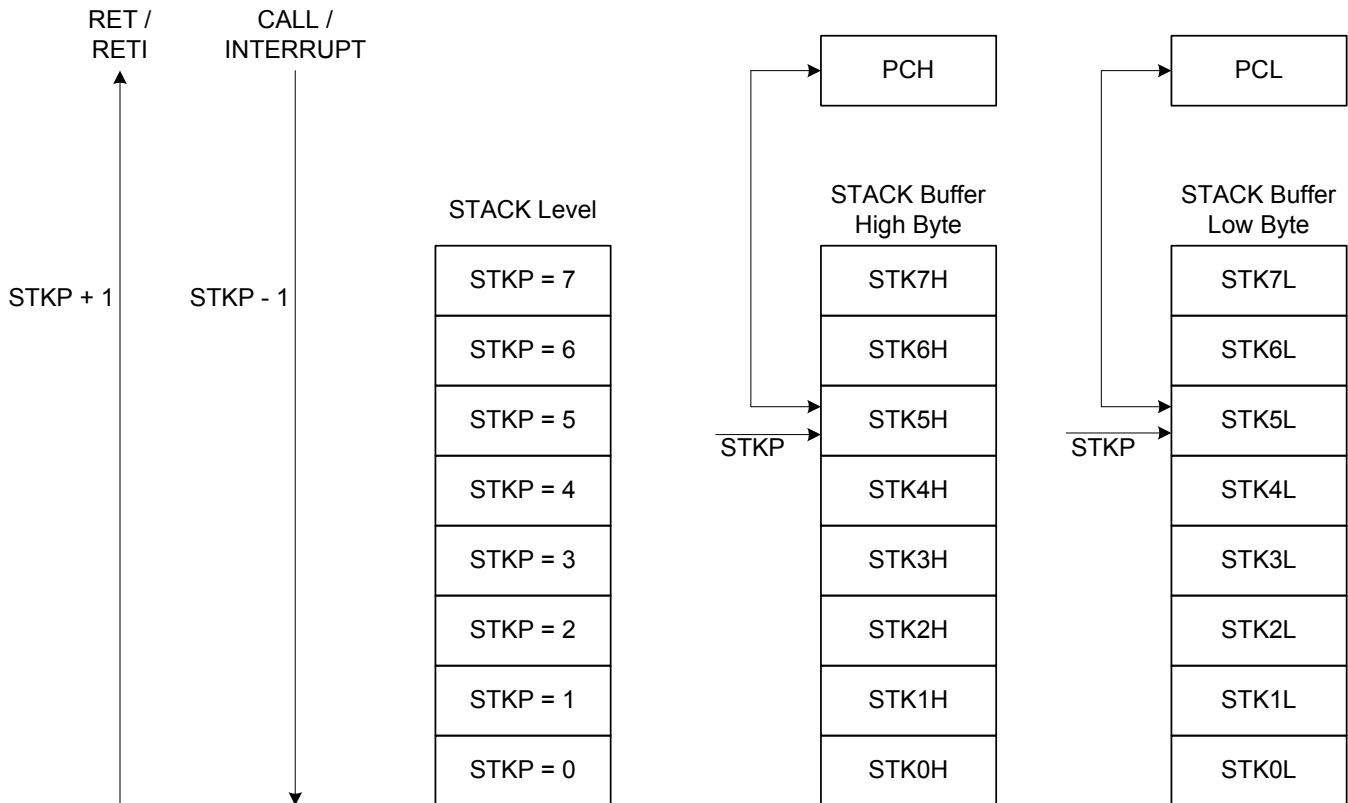 RET /
RETI
CALL /
INTERRUPT
PCH
PCL
STACK Level
STACK Buffer
High Byte
STACK Buffer
Low Byte
STKP + 1
STKP - 1
STKP = 7
STK7H
STK7L
STKP = 6
STK6H
STK6L
STKP = 5
STK5H
STK5L
STKP
STKP
STKP = 4
STK4H
STK4L
STKP = 3
STK3H
STK3L
STKP = 2
STK2H
STK2L
STKP = 1
STK1H
STK1L
STKP = 0
STK0H
STK0L